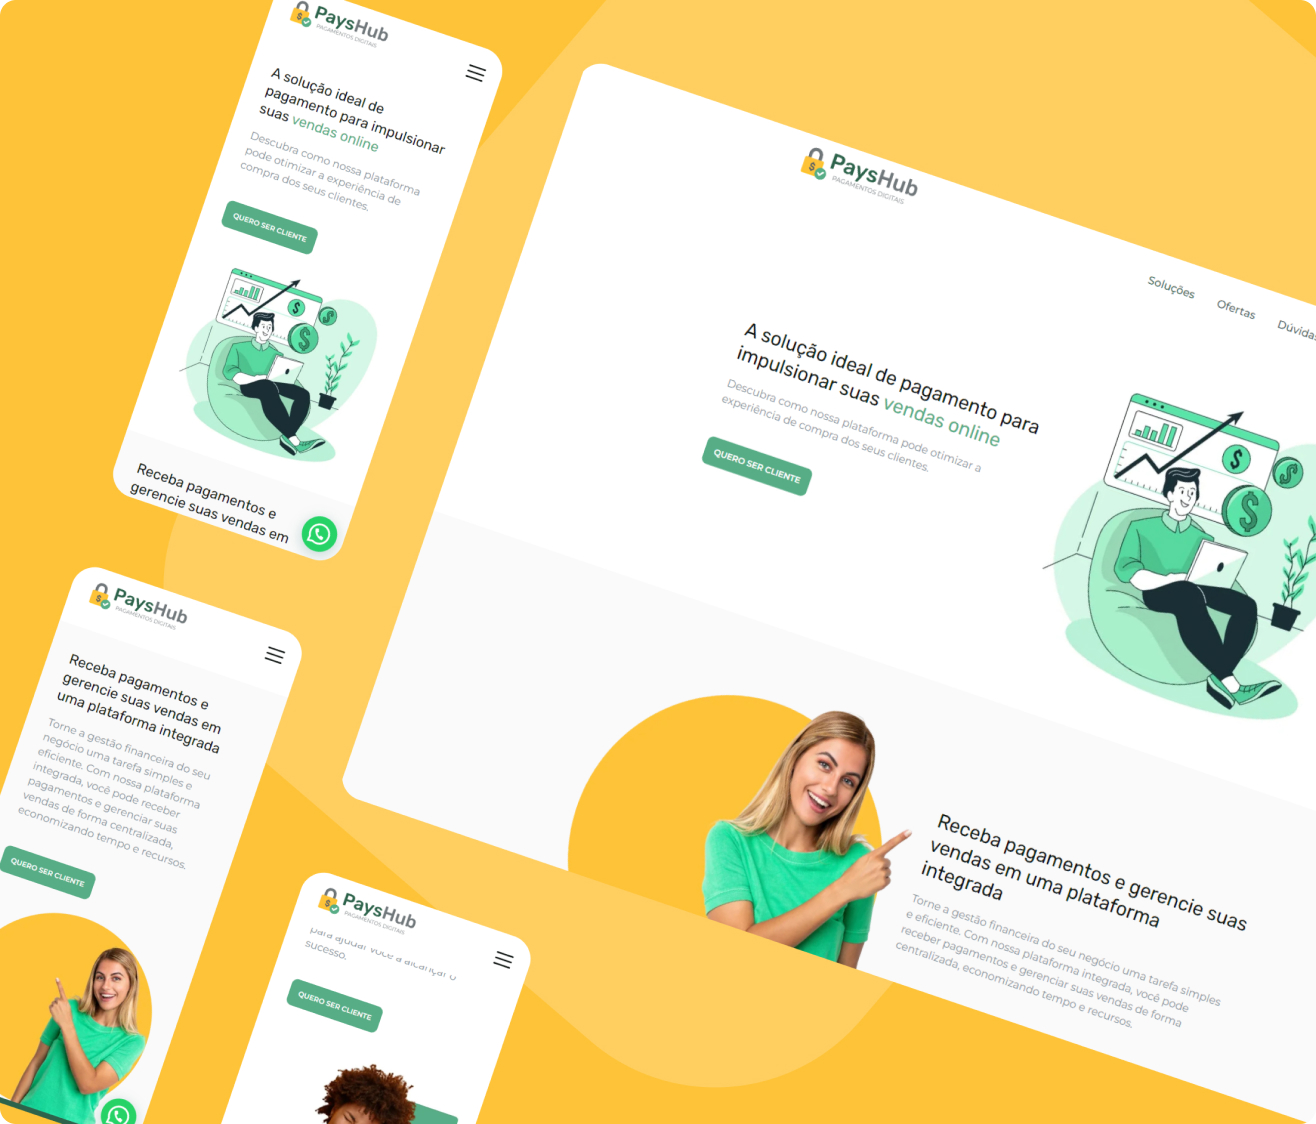 PaysHub
PAGAMENTOS DIGITAIS
A solução ideal de
pagamento para impulsionar
suas vendas online
Descubra como nossa plataforma
pode otimizar a experiência de
compra dos seus clientes.
QUERO SER CLIENTE
Receba pagamentos e
gerencie suas vendas em
PaysHub
PAGAMENTOS DIGITAIS
Soluções
Ofertas
Dúvidas
A solução ideal de pagamento para
impulsionar suas vendas online
Descubra como nossa plataforma pode otimizar a
experiência de compra dos seus clientes.
QUERO SER CLIENTE
Receba pagamentos e gerencie suas
vendas em uma plataforma
integrada
Torne a gestão financeira do seu negócio uma tarefa simples
e eficiente. Com nossa plataforma integrada, você pode
receber pagamentos e gerenciar suas vendas de forma
centralizada, economizando tempo e recursos.
PaysHub
PAGAMENTOS DIGITAIS
Receba pagamentos e
gerencie suas vendas em
uma plataforma integrada
Torne a gestão financeira do seu
negócio uma tarefa simples e
eficiente. Com nossa plataforma
integrada, você pode receber
pagamentos e gerenciar suas
vendas de forma centralizada,
economizando tempo e recursos.
QUERO SER CLIENTE
PaysHub
PAGAMENTOS DIGITAIS
para ajudar você a alcançar o
sucesso.
QUERO SER CLIENTE